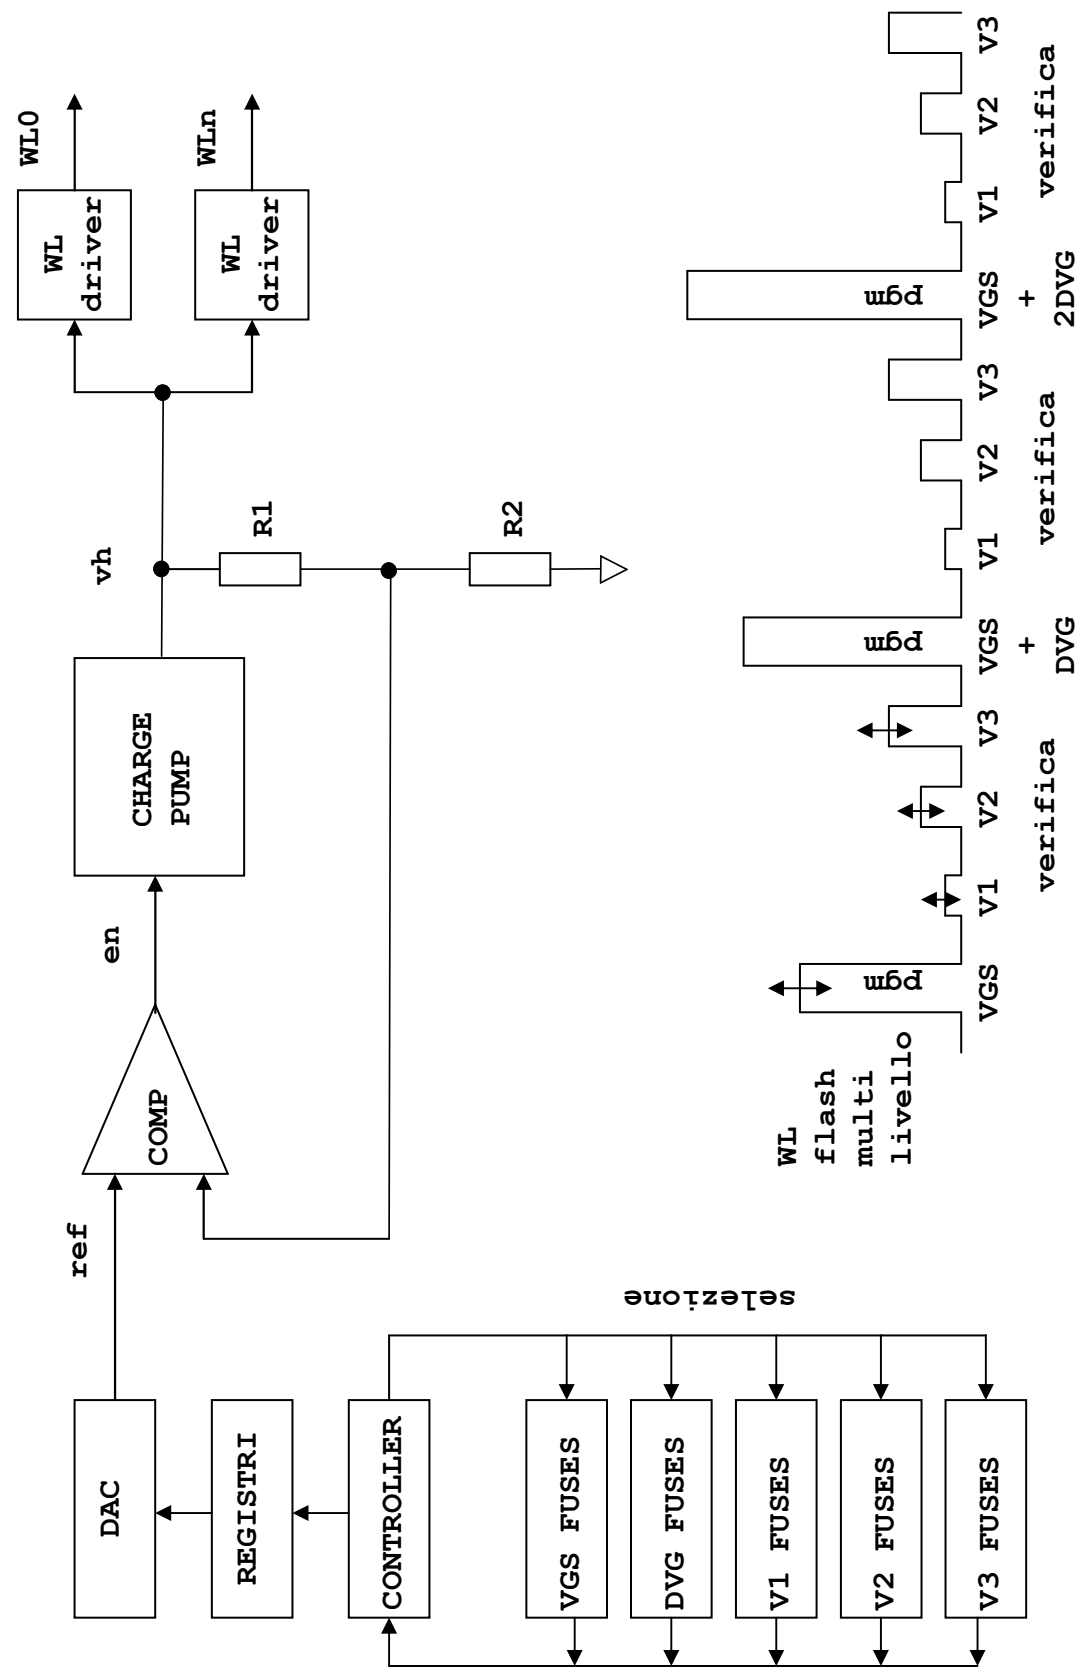 DAC
REGISTRI
CONTROLLER
VGS FUSES
DVG FUSES
v1 FUSES
v2 FUSES
v3 FUSES
selezione
ref
COMP
en
CHARGE
PUMP
vh
R1
R2
WL
driver
WL0
WL
driver
WLn
WL
flash
multi
livello
pgm
VGS
v1
v2
v3
verifica
pgm
VGS
+
DVG
v1
v2
v3
verifica
pgm
VGS
+
2DVG
v1
v2
v3
verifica